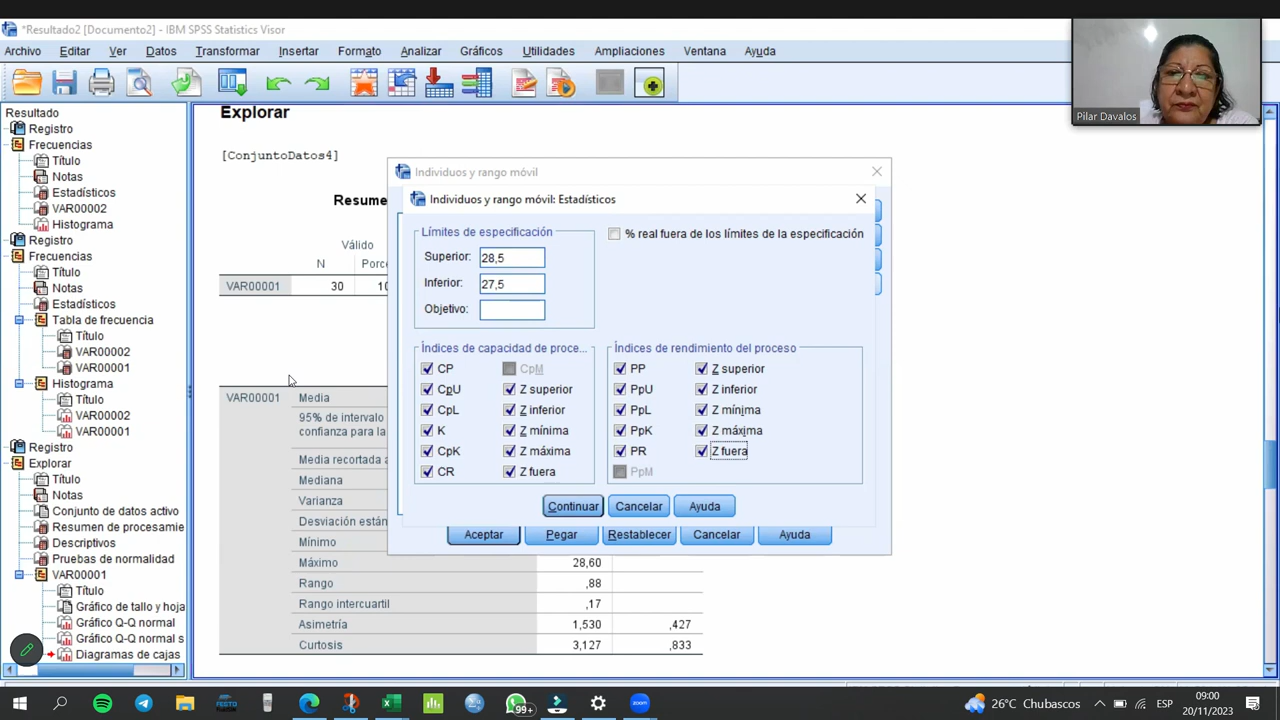 *Resultado2 [Documento2] - IBM SPSS Statistics Visor
Archivo Editar Ver Datos Transformar Insertar Formato Analizar Gráficos Utilidades Ampliaciones Ventana Ayuda
Pilar Davalos
Resultado
Registro
Frecuencias
Título
Notas
Estadísticos
VAR00002
Histograma
Registro
Frecuencias
Título
Notas
Estadísticos
Tabla de frecuencia
Título
VAR00002
VAR00001
Histograma
Título
VAR00002
VAR00001
Registro
Explorar
Título
Notas
Conjunto de datos activo
Resumen de procesamie
Descriptivos
Pruebas de normalidad
VAR00001
Título
Gráfico de tallo y hoja
Gráfico Q-Q normal
Gráfico Q-Q normal s
Diagramas de cajas
Explorar
[ConjuntoDatos4]
Resume
Válido
N Porce
VAR00001 30 10
VAR00001 Media
95% de intervalo
confianza para la
Media recortada a
Mediana
Varianza
Desviación están
Mínimo
Máximo 28,60
Rango ,88
Rango intercuartil ,17
Asimetría 1,530 ,427
Curtosis 3,127 ,833
Individuos y rango móvil
Individuos y rango móvil: Estadísticos
Límites de especificación
Superior: 28,5
Inferior: 27,5
Objetivo:
% real fuera de los límites de la especificación
Índices de capacidad de proce...
CP CpM
CpU Z superior
CpL Z inferior
K Z mínima
CpK Z máxima
CR Z fuera
Índices de rendimiento del proceso
PP Z superior
PpU Z inferior
PpL Z mínima
PpK Z máxima
PR Z fuera
PpM
Continuar Cancelar Ayuda
Aceptar Pegar Restablecer Cancelar Ayuda
FESTO
99+
zoom
26°C Chubascos
ESP
09:00
20/11/2023